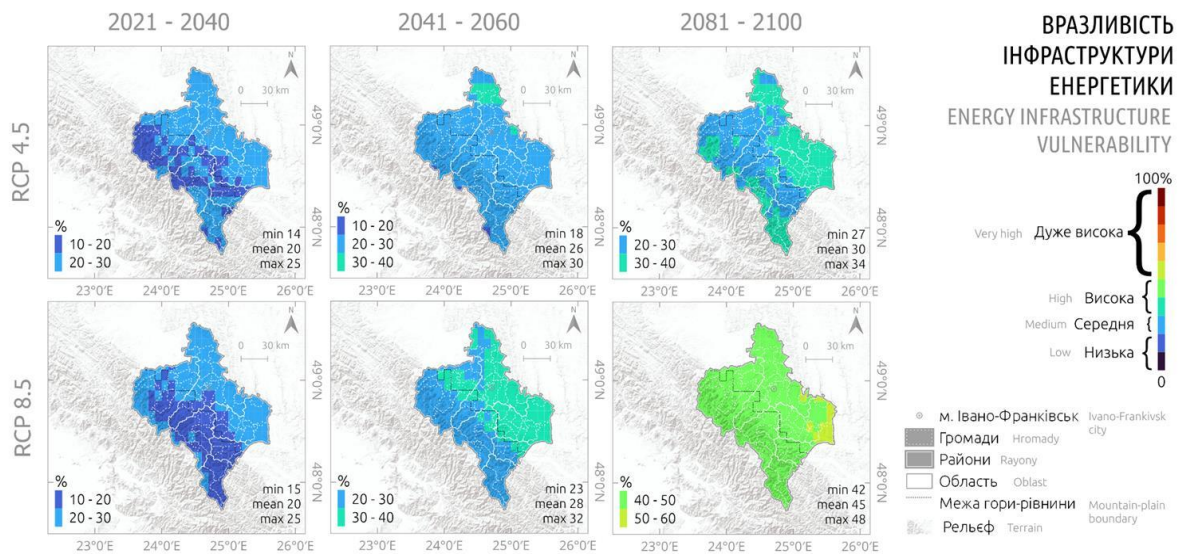 2021 - 2040
2041 - 2060
2081 - 2100
ВРАЗЛИВІСТЬ
ІНФРАСТРУКТУРИ
ЕНЕРГЕТИКИ
ENERGY INFRASTRUCTURE
VULNERABILITY
RCP 4.5
N
0 30 km
%
10 - 20
20 - 30
min 14
mean 20
max 25
N
0 30 km
49°0'N
48°0'N
%
10 - 20
20 - 30
30 - 40
min 18
mean 26
max 30
N
0 30 km
49°0'N
48°0'N
%
20 - 30
30 - 40
min 27
mean 30
max 34
49°0'N
48°0'N
23°0'E 24°0'E 25°0'E 26°0'E
23°0'E 24°0'E 25°0'E 26°0'E
23°0'E 24°0'E 25°0'E 26°0'E
RCP 8.5
N
0 30 km
%
10 - 20
20 - 30
min 15
mean 20
max 25
49°0'N
48°0'N
N
0 30 km
%
20 - 30
30 - 40
min 23
mean 28
max 32
49°0'N
48°0'N
N
0 30 km
%
40 - 50
50 - 60
min 42
mean 45
max 48
49°0'N
48°0'N
23°0'E 24°0'E 25°0'E 26°0'E
23°0'E 24°0'E 25°0'E 26°0'E
23°0'E 24°0'E 25°0'E 26°0'E
100%
Very high Дуже висока
High Висока
Medium Середня
Low Низька
0
м. Івано-Франківськ Ivano-Frankivsk city
Громади Hromady
Райони Rayony
Область Oblast
Межа гори-рівнини Mountain-plain boundary
Рельєф Terrain